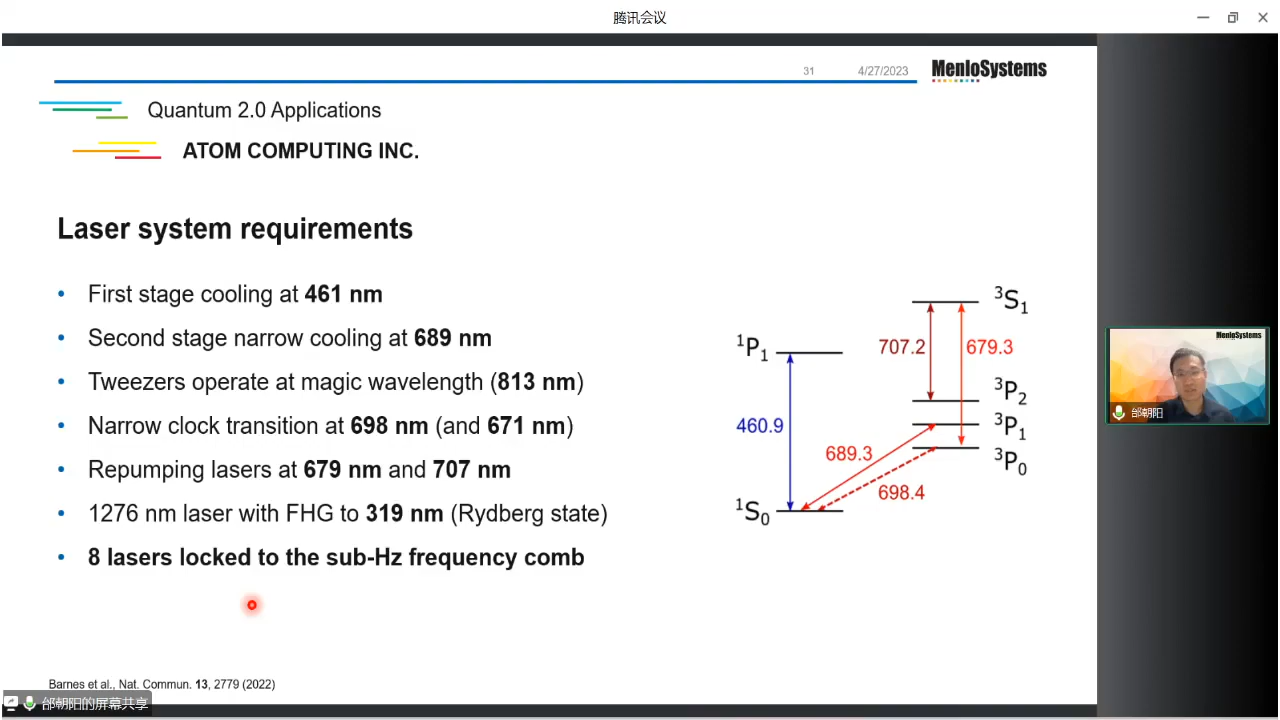 腾讯会议
31 4/27/2023 MenloSystems
Quantum 2.0 Applications
ATOM COMPUTING INC.
Laser system requirements
• First stage cooling at 461 nm
• Second stage narrow cooling at 689 nm
• Tweezers operate at magic wavelength (813 nm)
• Narrow clock transition at 698 nm (and 671 nm)
• Repumping lasers at 679 nm and 707 nm
• 1276 nm laser with FHG to 319 nm (Rydberg state)
• 8 lasers locked to the sub-Hz frequency comb
³S₁
¹P₁
707.2 679.3
³P₂
460.9
³P₁
689.3
³P₀
698.4
¹S₀
MenloSystems
邰朝阳
Barnes et al., Nat. Commun. 13, 2779 (2022)
邰朝阳的屏幕共享